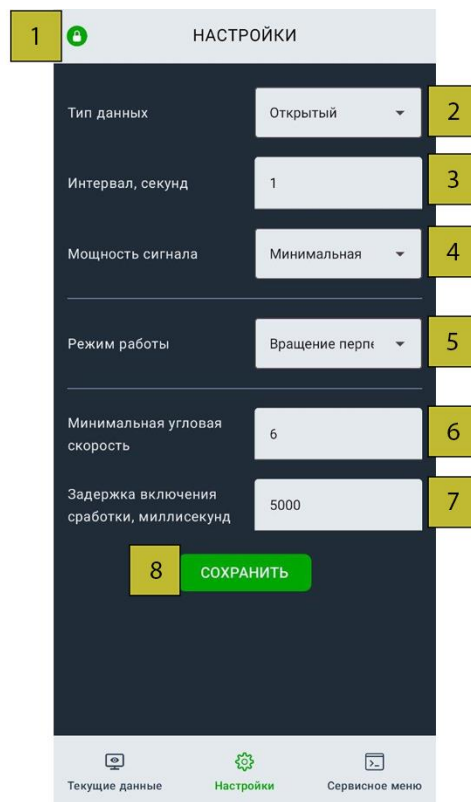 1
НАСТРОЙКИ
Тип данных
Открытый
2
Интервал, секунд
1
3
Мощность сигнала
Минимальная
4
Режим работы
Вращение перпе
5
Минимальная угловая
скорость
6
6
Задержка включения
сработки, миллисекунд
5000
7
8
СОХРАНИТЬ
Текущие данные
Настройки
Сервисное меню